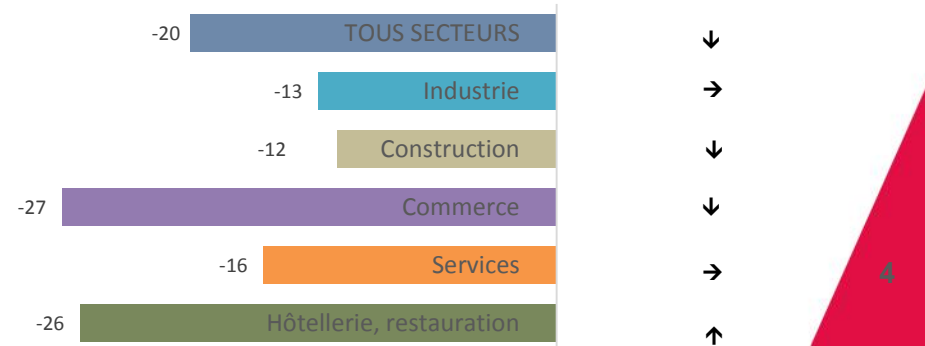 -20 TOUS SECTEURS ↓
-13 Industrie →
-12 Construction ↓
-27 Commerce ↓
-16 Services → 4
-26 Hôtellerie, restauration ↑